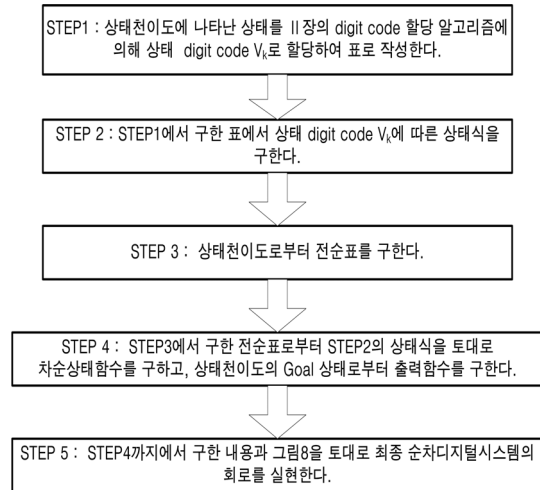 STEP1 : 상태천이도에 나타난 상태를 Ⅱ장의 digit code 할당 알고리즘에
의해 상태 digit code Vk로 할당하여 표로 작성한다.
STEP 2 : STEP1에서 구한 표에서 상태 digit code Vk에 따른 상태식을
구한다.
STEP 3 : 상태천이도로부터 전순표를 구한다.
STEP 4 : STEP3에서 구한 전순표로부터 STEP2의 상태식을 토대로
차순상태함수를 구하고, 상태천이도의 Goal 상태로부터 출력함수를 구한다.
STEP 5 : STEP4까지에서 구한 내용과 그림8을 토대로 최종 순차디지털시스템의
회로를 실현한다.